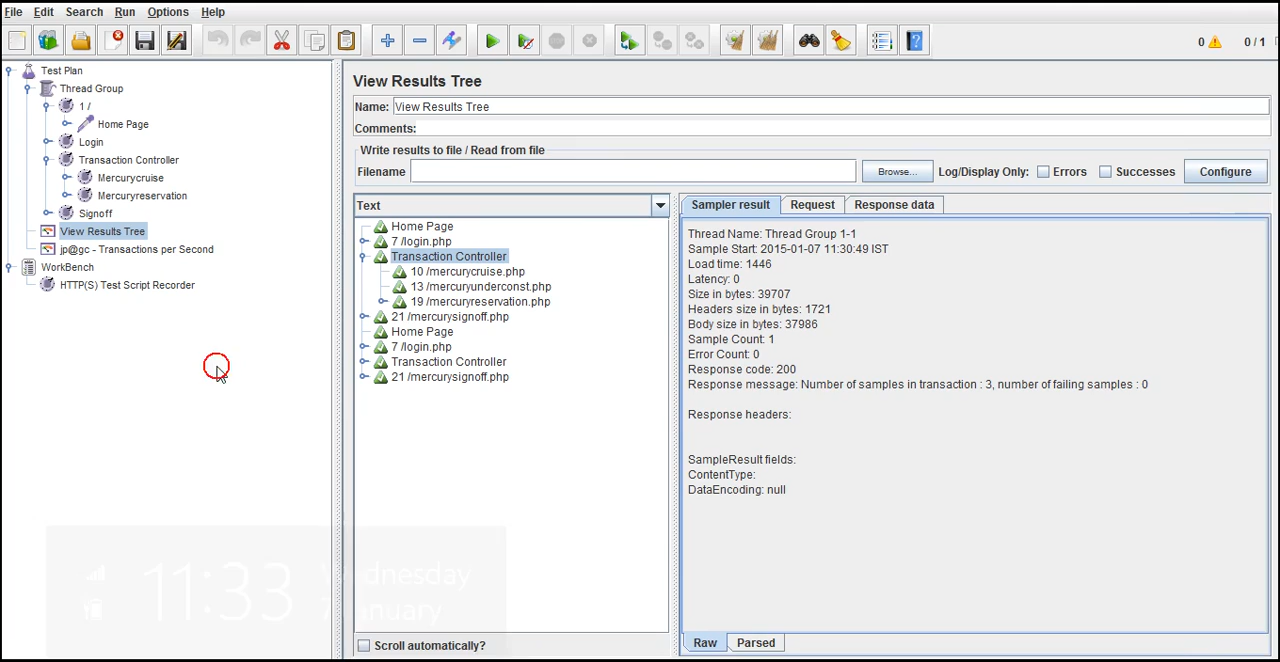 File Edit Search Run Options Help
0 0 / 1
Test Plan
Thread Group
1 /
Home Page
Login
Transaction Controller
Mercurycruise
Mercuryreservation
Signoff
View Results Tree
jp@gc - Transactions per Second
WorkBench
HTTP(S) Test Script Recorder
11:33 Wednesday
7 January
View Results Tree
Name: View Results Tree
Comments:
Write results to file / Read from file
Filename Browse... Log/Display Only: Errors Successes Configure
Text
Home Page
7 /login.php
Transaction Controller
10 /mercurycruise.php
13 /mercuryunderconst.php
19 /mercuryreservation.php
21 /mercurysignoff.php
Home Page
7 /login.php
Transaction Controller
21 /mercurysignoff.php
Scroll automatically?
Sampler result Request Response data
Thread Name: Thread Group 1-1
Sample Start: 2015-01-07 11:30:49 IST
Load time: 1446
Latency: 0
Size in bytes: 39707
Headers size in bytes: 1721
Body size in bytes: 37986
Sample Count: 1
Error Count: 0
Response code: 200
Response message: Number of samples in transaction : 3, number of failing samples : 0
Response headers:
SampleResult fields:
ContentType:
DataEncoding: null
Raw Parsed